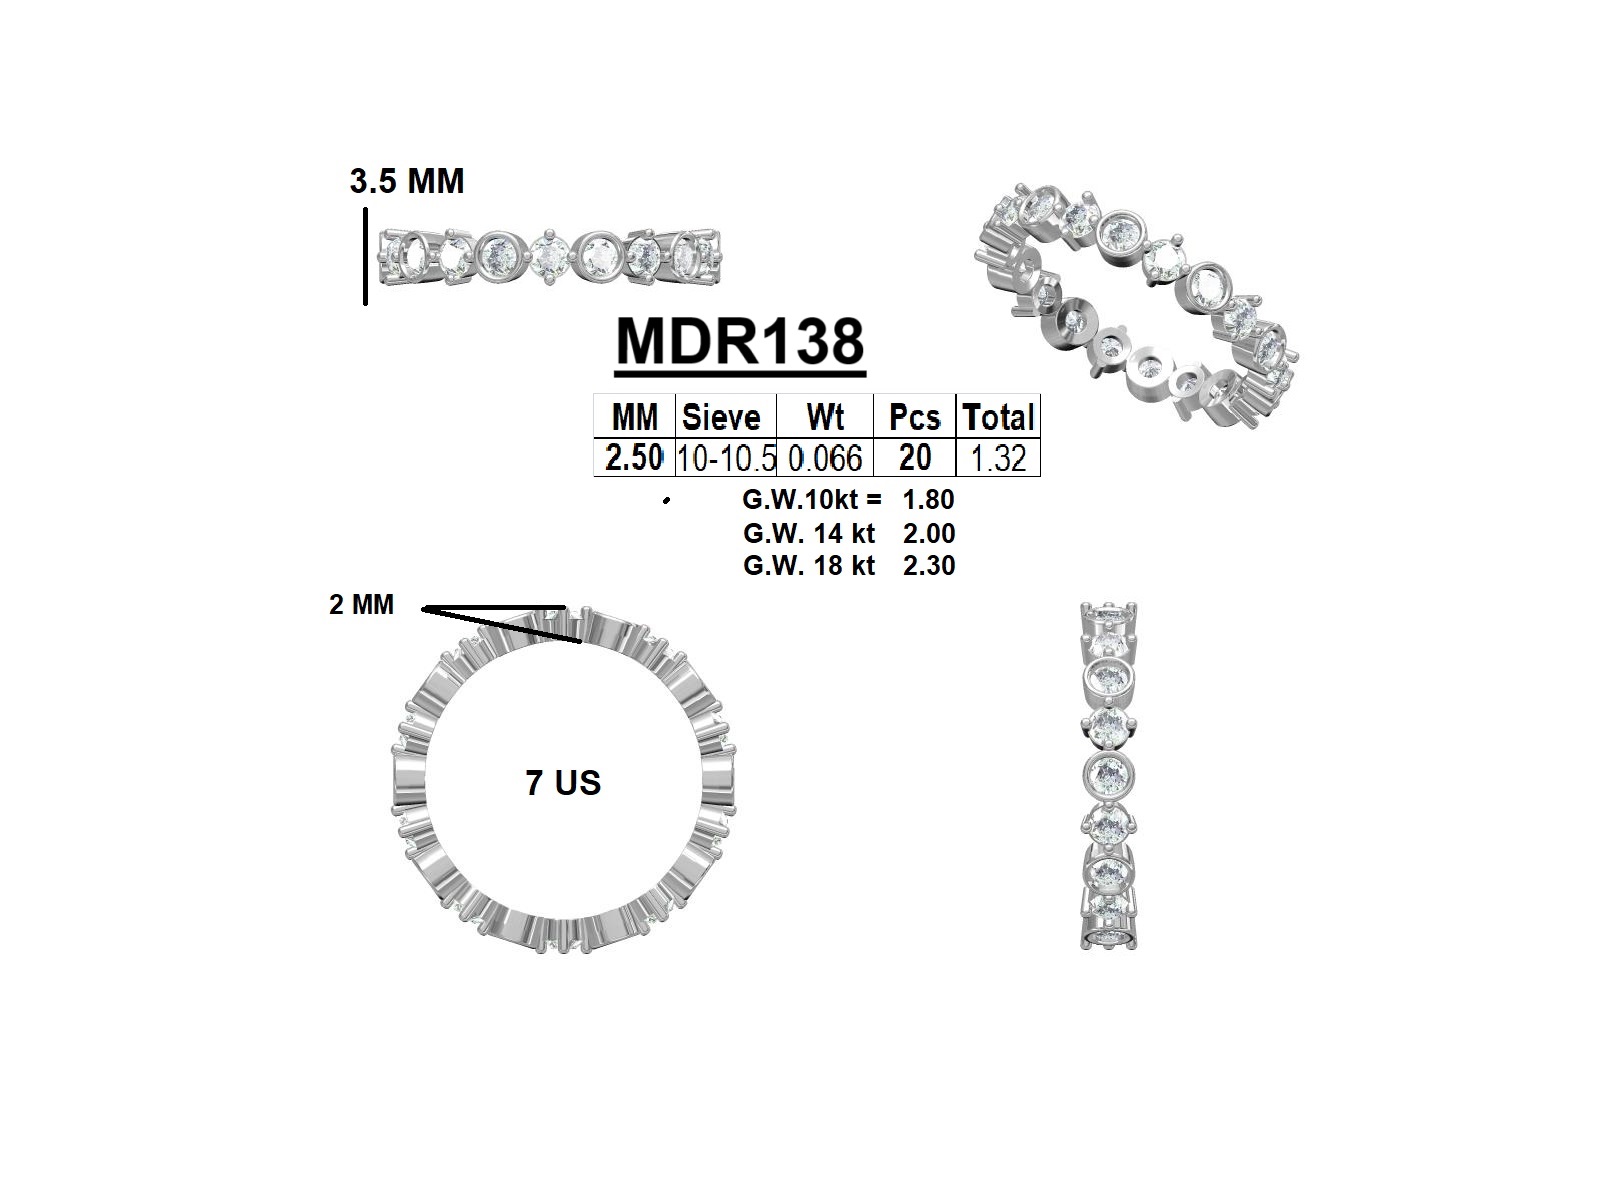 3.5 MM
MDR138
MM Sieve Wt Pcs Total
2.50 10-10.5 0.066 20 1.32
G.W.10kt = 1.80
G.W. 14 kt 2.00
G.W. 18 kt 2.30
2 MM
7 US